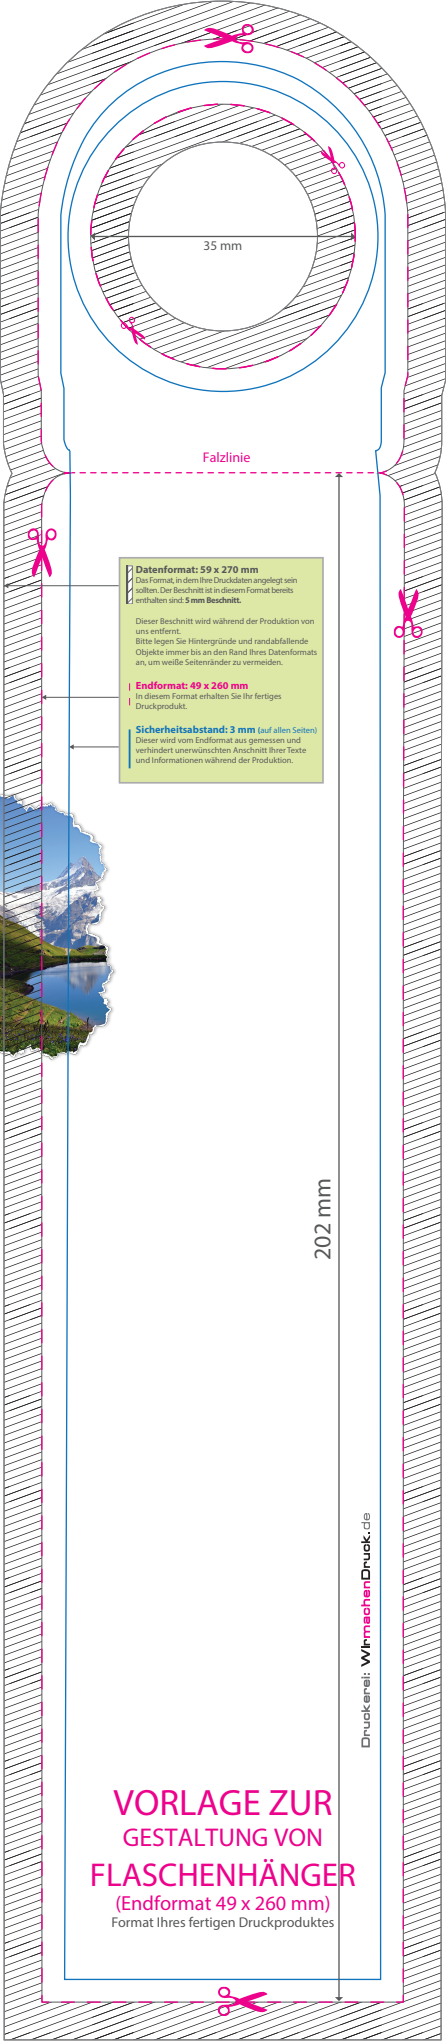 35 mm
Falzlinie
Datenformat: 59 x 270 mm
Das Format, in dem Ihre Druckdaten angelegt sein
sollten. Der Beschnitt ist in diesem Format bereits
enthalten sind: 5 mm Beschnitt.
Dieser Beschnitt wird während der Produktion von
uns entfernt.
Bitte legen Sie Hintergründe und randabfallende
Objekte immer bis an den Rand Ihres Datenformats
an, um weiße Seitenränder zu vermeiden.
Endformat: 49 x 260 mm
In diesem Format erhalten Sie Ihr fertiges
Druckprodukt.
Sicherheitsabstand: 3 mm (auf allen Seiten)
Dieser wird vom Endformat aus gemessen und
verhindert unerwünschten Anschnitt Ihrer Texte
und Informationen während der Produktion.
202 mm
Druckerei: WirmachenDruck.de
VORLAGE ZUR
GESTALTUNG VON
FLASCHENHÄNGER
(Endformat 49 x 260 mm)
Format Ihres fertigen Druckproduktes